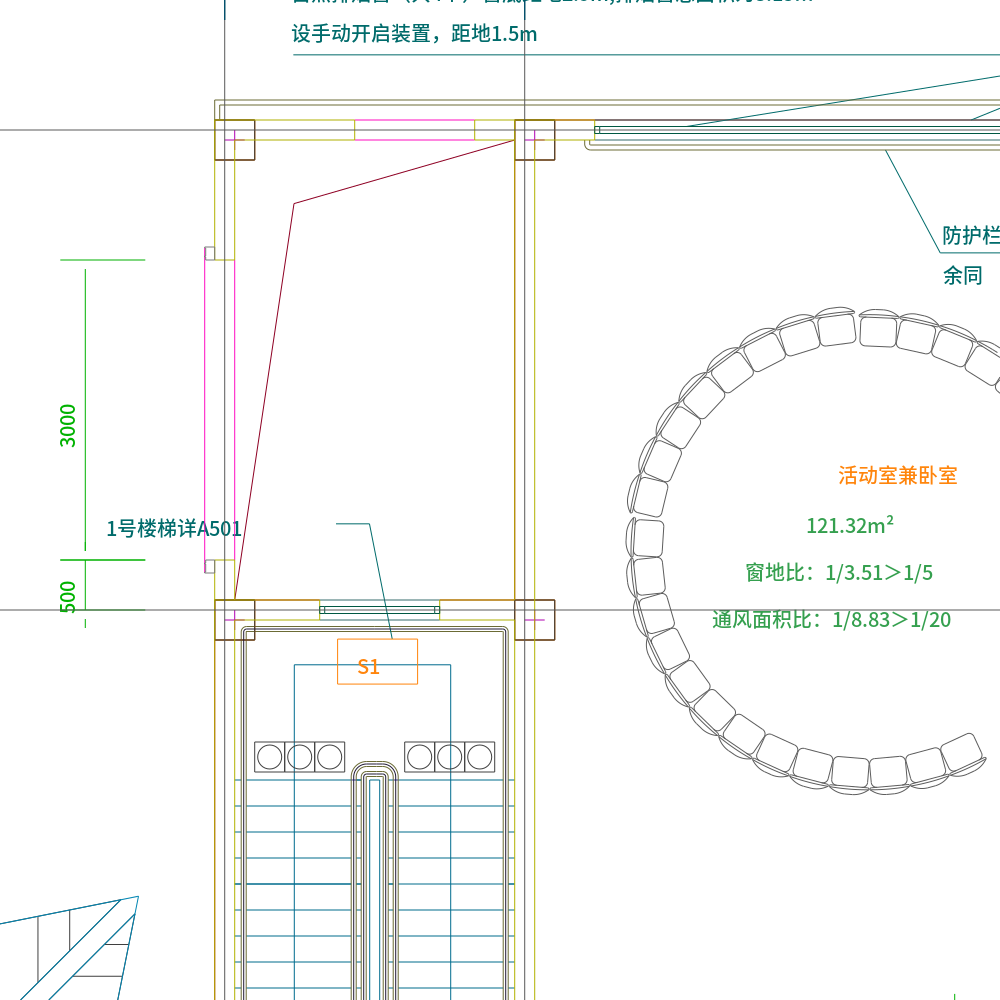 设手动开启装置，距地1.5m
防护栏
余同
3000
活动室兼卧室
1号楼梯详A501
121.32m²
窗地比：1/3.51＞1/5
500
通风面积比：1/8.83＞1/20
S1